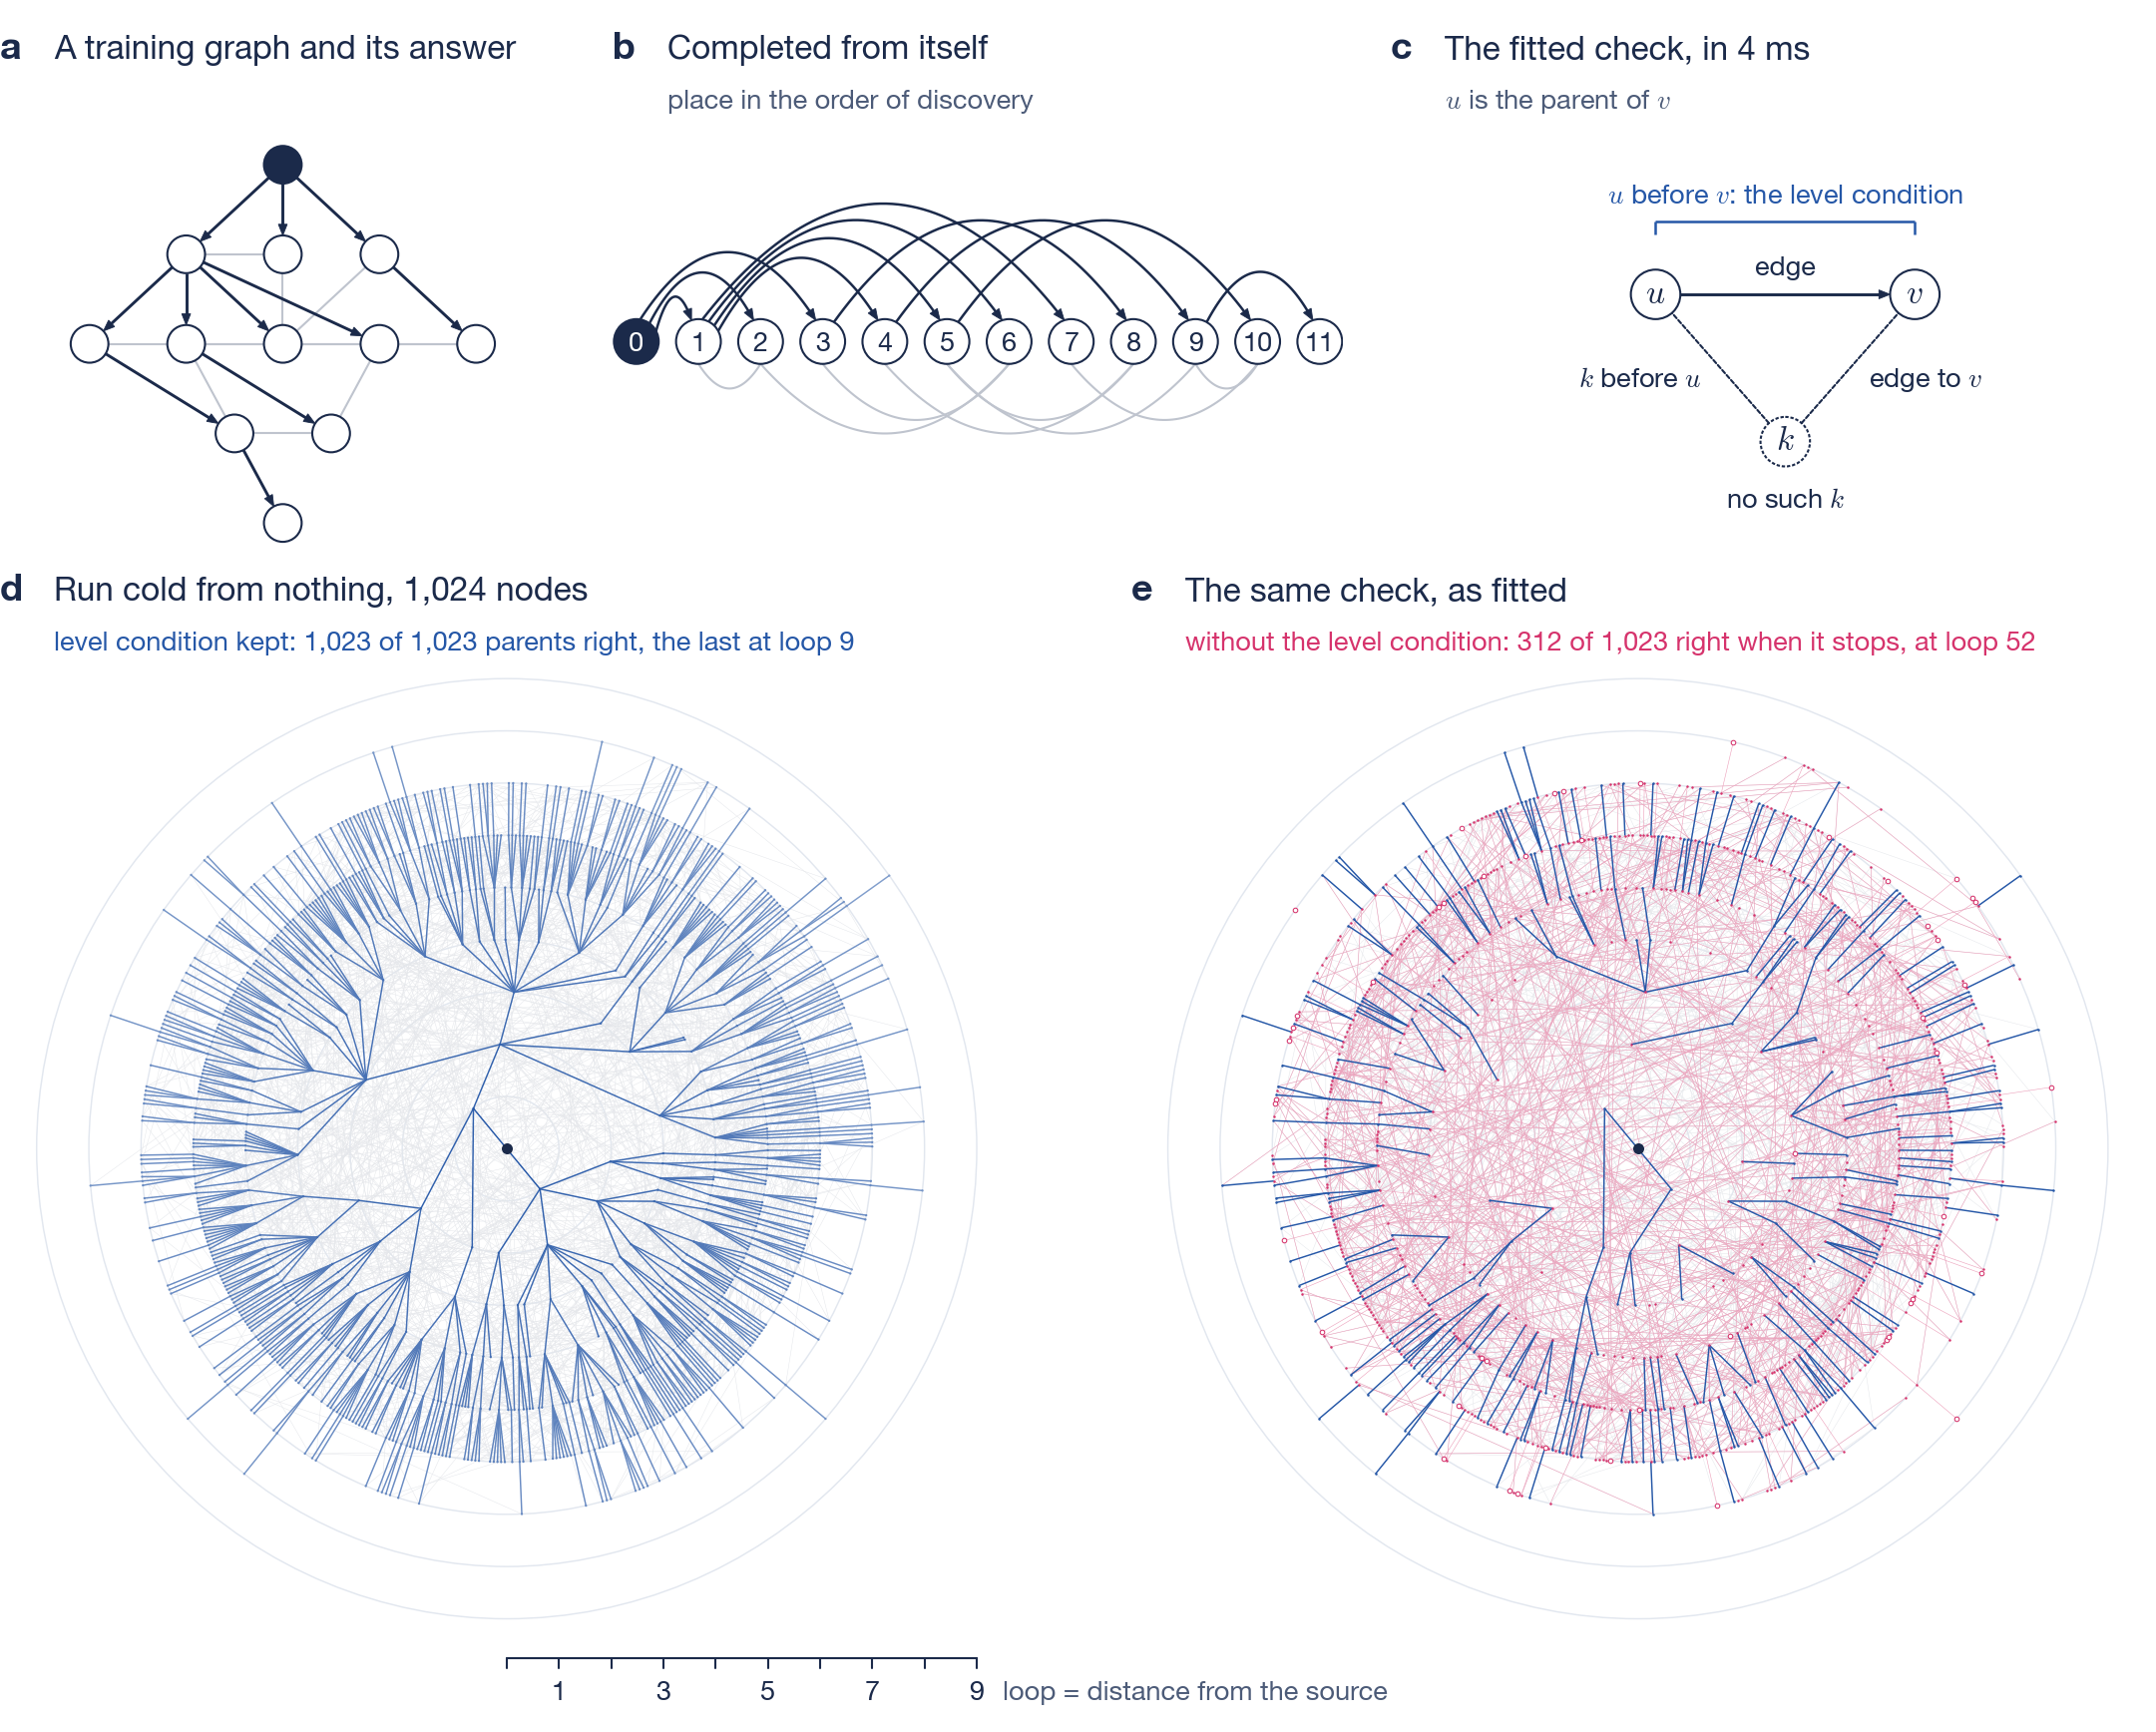 a A training graph and its answer
b Completed from itself
place in the order of discovery
0 1 2 3 4 5 6 7 8 9 10 11
c The fitted check, in 4 ms
u is the parent of v
u before v: the level condition
edge
u v
k before u edge to v
k
no such k
d Run cold from nothing, 1,024 nodes
level condition kept: 1,023 of 1,023 parents right, the last at loop 9
e The same check, as fitted
without the level condition: 312 of 1,023 right when it stops, at loop 52
1 3 5 7 9 loop = distance from the source